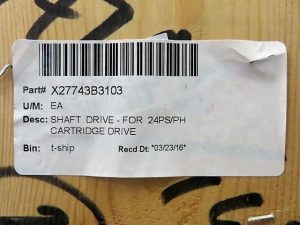 Part# X27743B3103
U/M: EA
Desc: SHAFT DRIVE - FOR 24PS/PH
CARTRIDGE DRIVE
Bin: t-ship Recd Dt: "03/23/16"